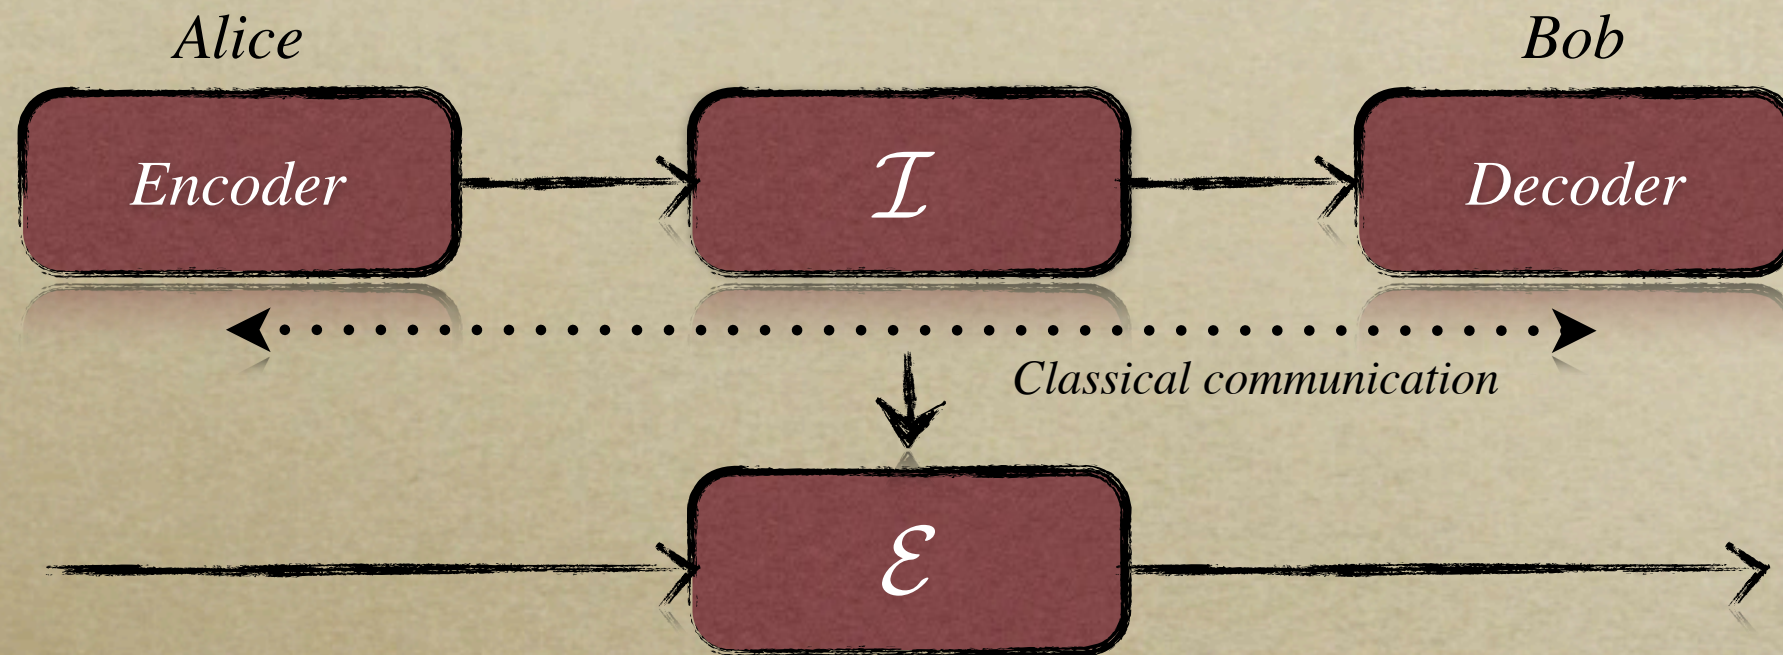 Alice
Bob
Encoder
ℐ
Decoder
Classical communication
ℰ